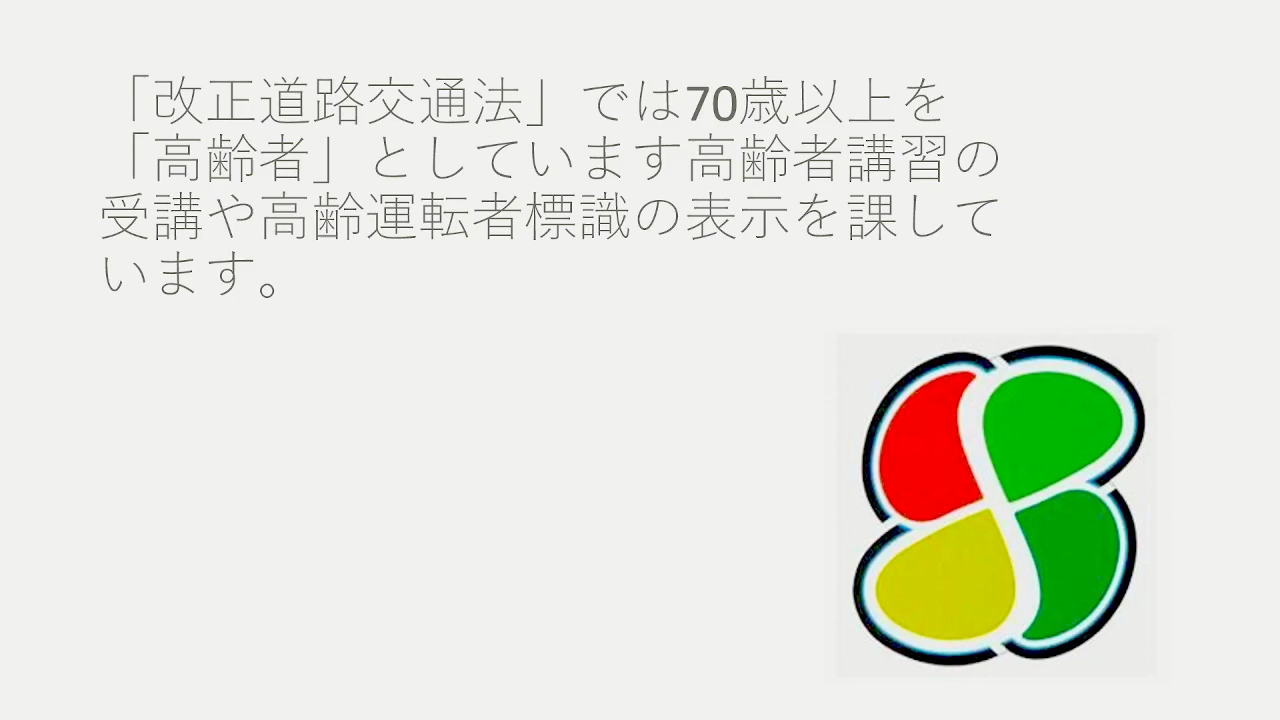 「改正道路交通法」では70歳以上を
「高齢者」としています高齢者講習の
受講や高齢運転者標識の表示を課して
います。